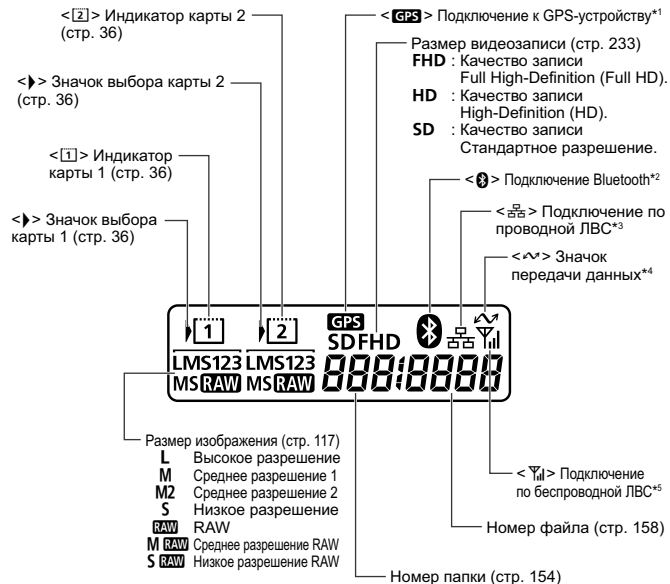 <2> Индикатор карты 2
(стр. 36)
<> Значок выбора карты 2
(стр. 36)
<1> Индикатор
карты 1 (стр. 36)
<> Значок выбора
карты 1 (стр. 36)
<GPS> Подключение к GPS-устройству*1
Размер видеозаписи (стр. 233)
FHD : Качество записи
Full High-Definition (Full HD).
HD : Качество записи
High-Definition (HD).
SD : Качество записи
Стандартное разрешение.
<> Подключение Bluetooth*2
<> Подключение по
проводной ЛВС*3
<> Значок
передачи данных*4
1 2 GPS
SDFHD
LMS123 LMS123
MS RAW MS RAW 888:8888
Размер изображения (стр. 117)
L Высокое разрешение
M Среднее разрешение 1
M2 Среднее разрешение 2
S Низкое разрешение
RAW RAW
M RAW Среднее разрешение RAW
S RAW Низкое разрешение RAW
<> Подключение
по беспроводной ЛВС*5
Номер файла (стр. 158)
Номер папки (стр. 154)